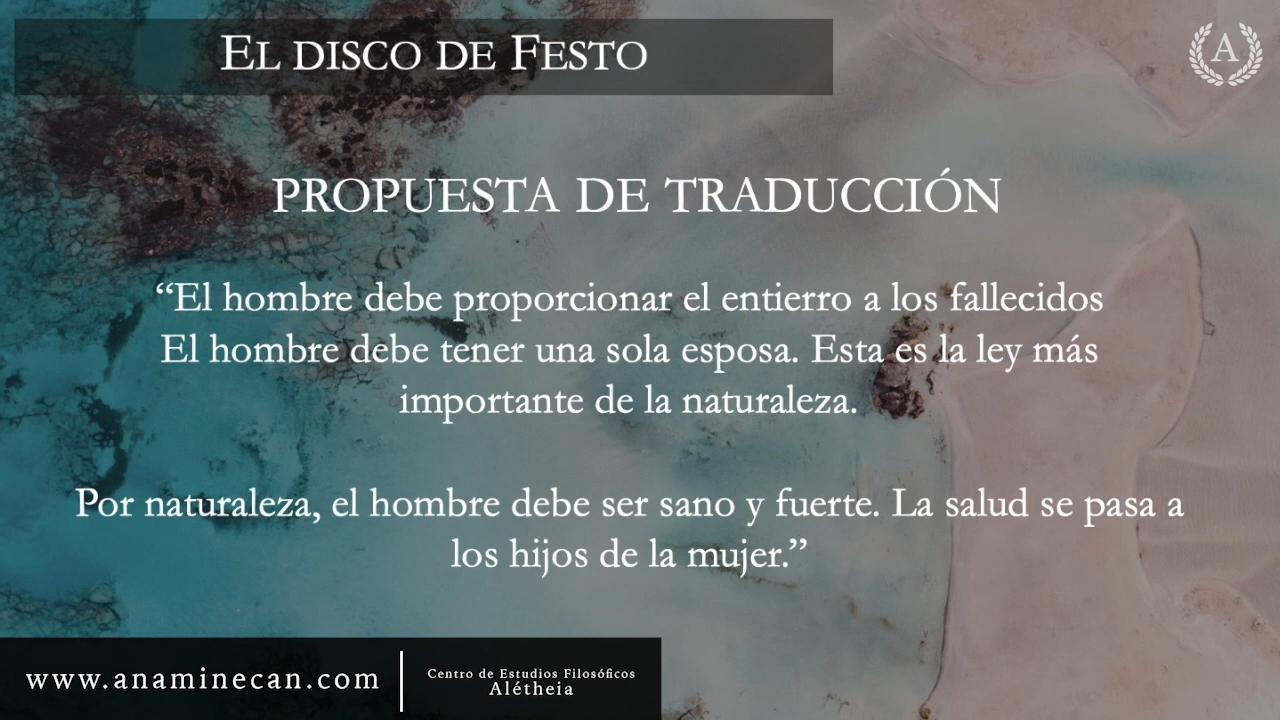 El disco de Festo
A
PROPUESTA DE TRADUCCIÓN
“El hombre debe proporcionar el entierro a los fallecidos
El hombre debe tener una sola esposa. Esta es la ley más
importante de la naturaleza.
Por naturaleza, el hombre debe ser sano y fuerte. La salud se pasa a
los hijos de la mujer.”
www.anaminecan.com
Centro de Estudios Filosóficos
Alétheia